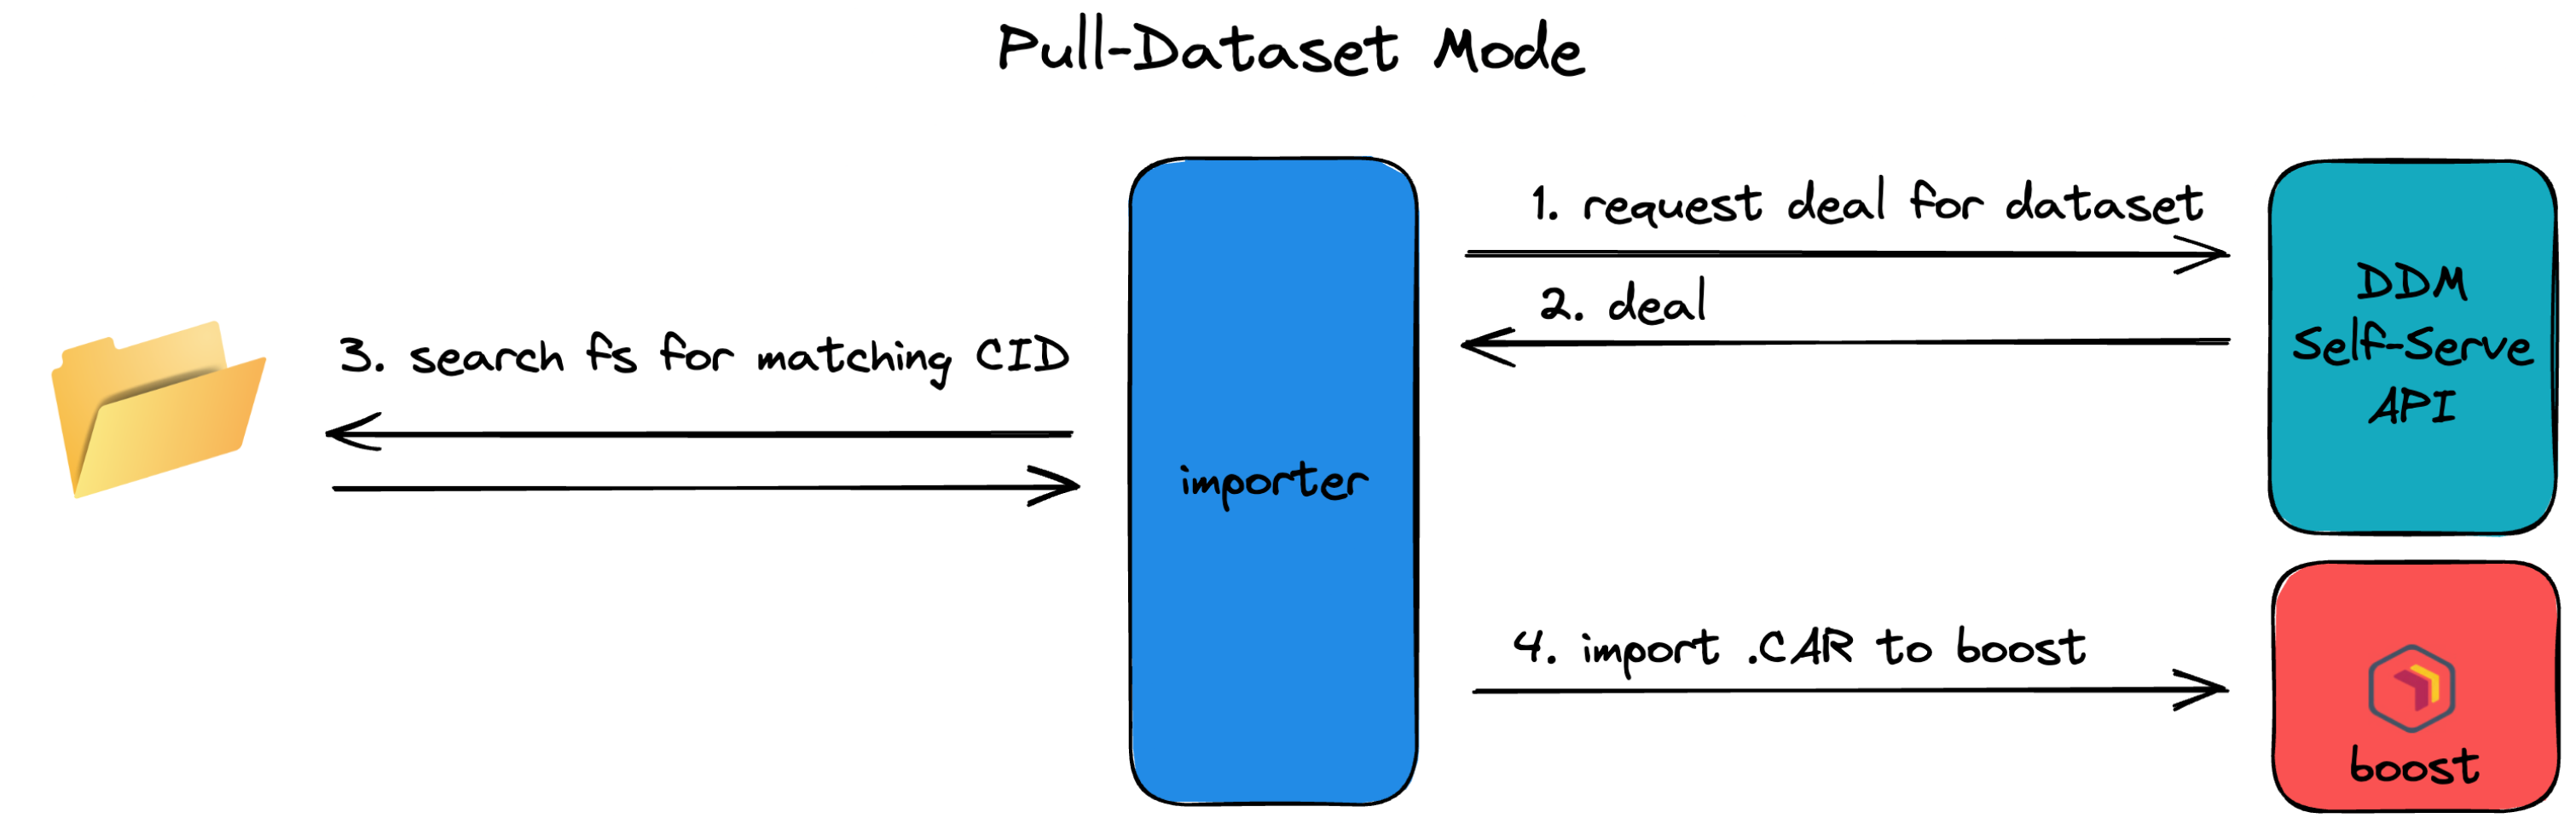 Pull-Dataset Mode
1. request deal for dataset
2. deal
3. search fs for matching CID
importer
DDM
Self-Serve
API
4. import .CAR to boost
boost